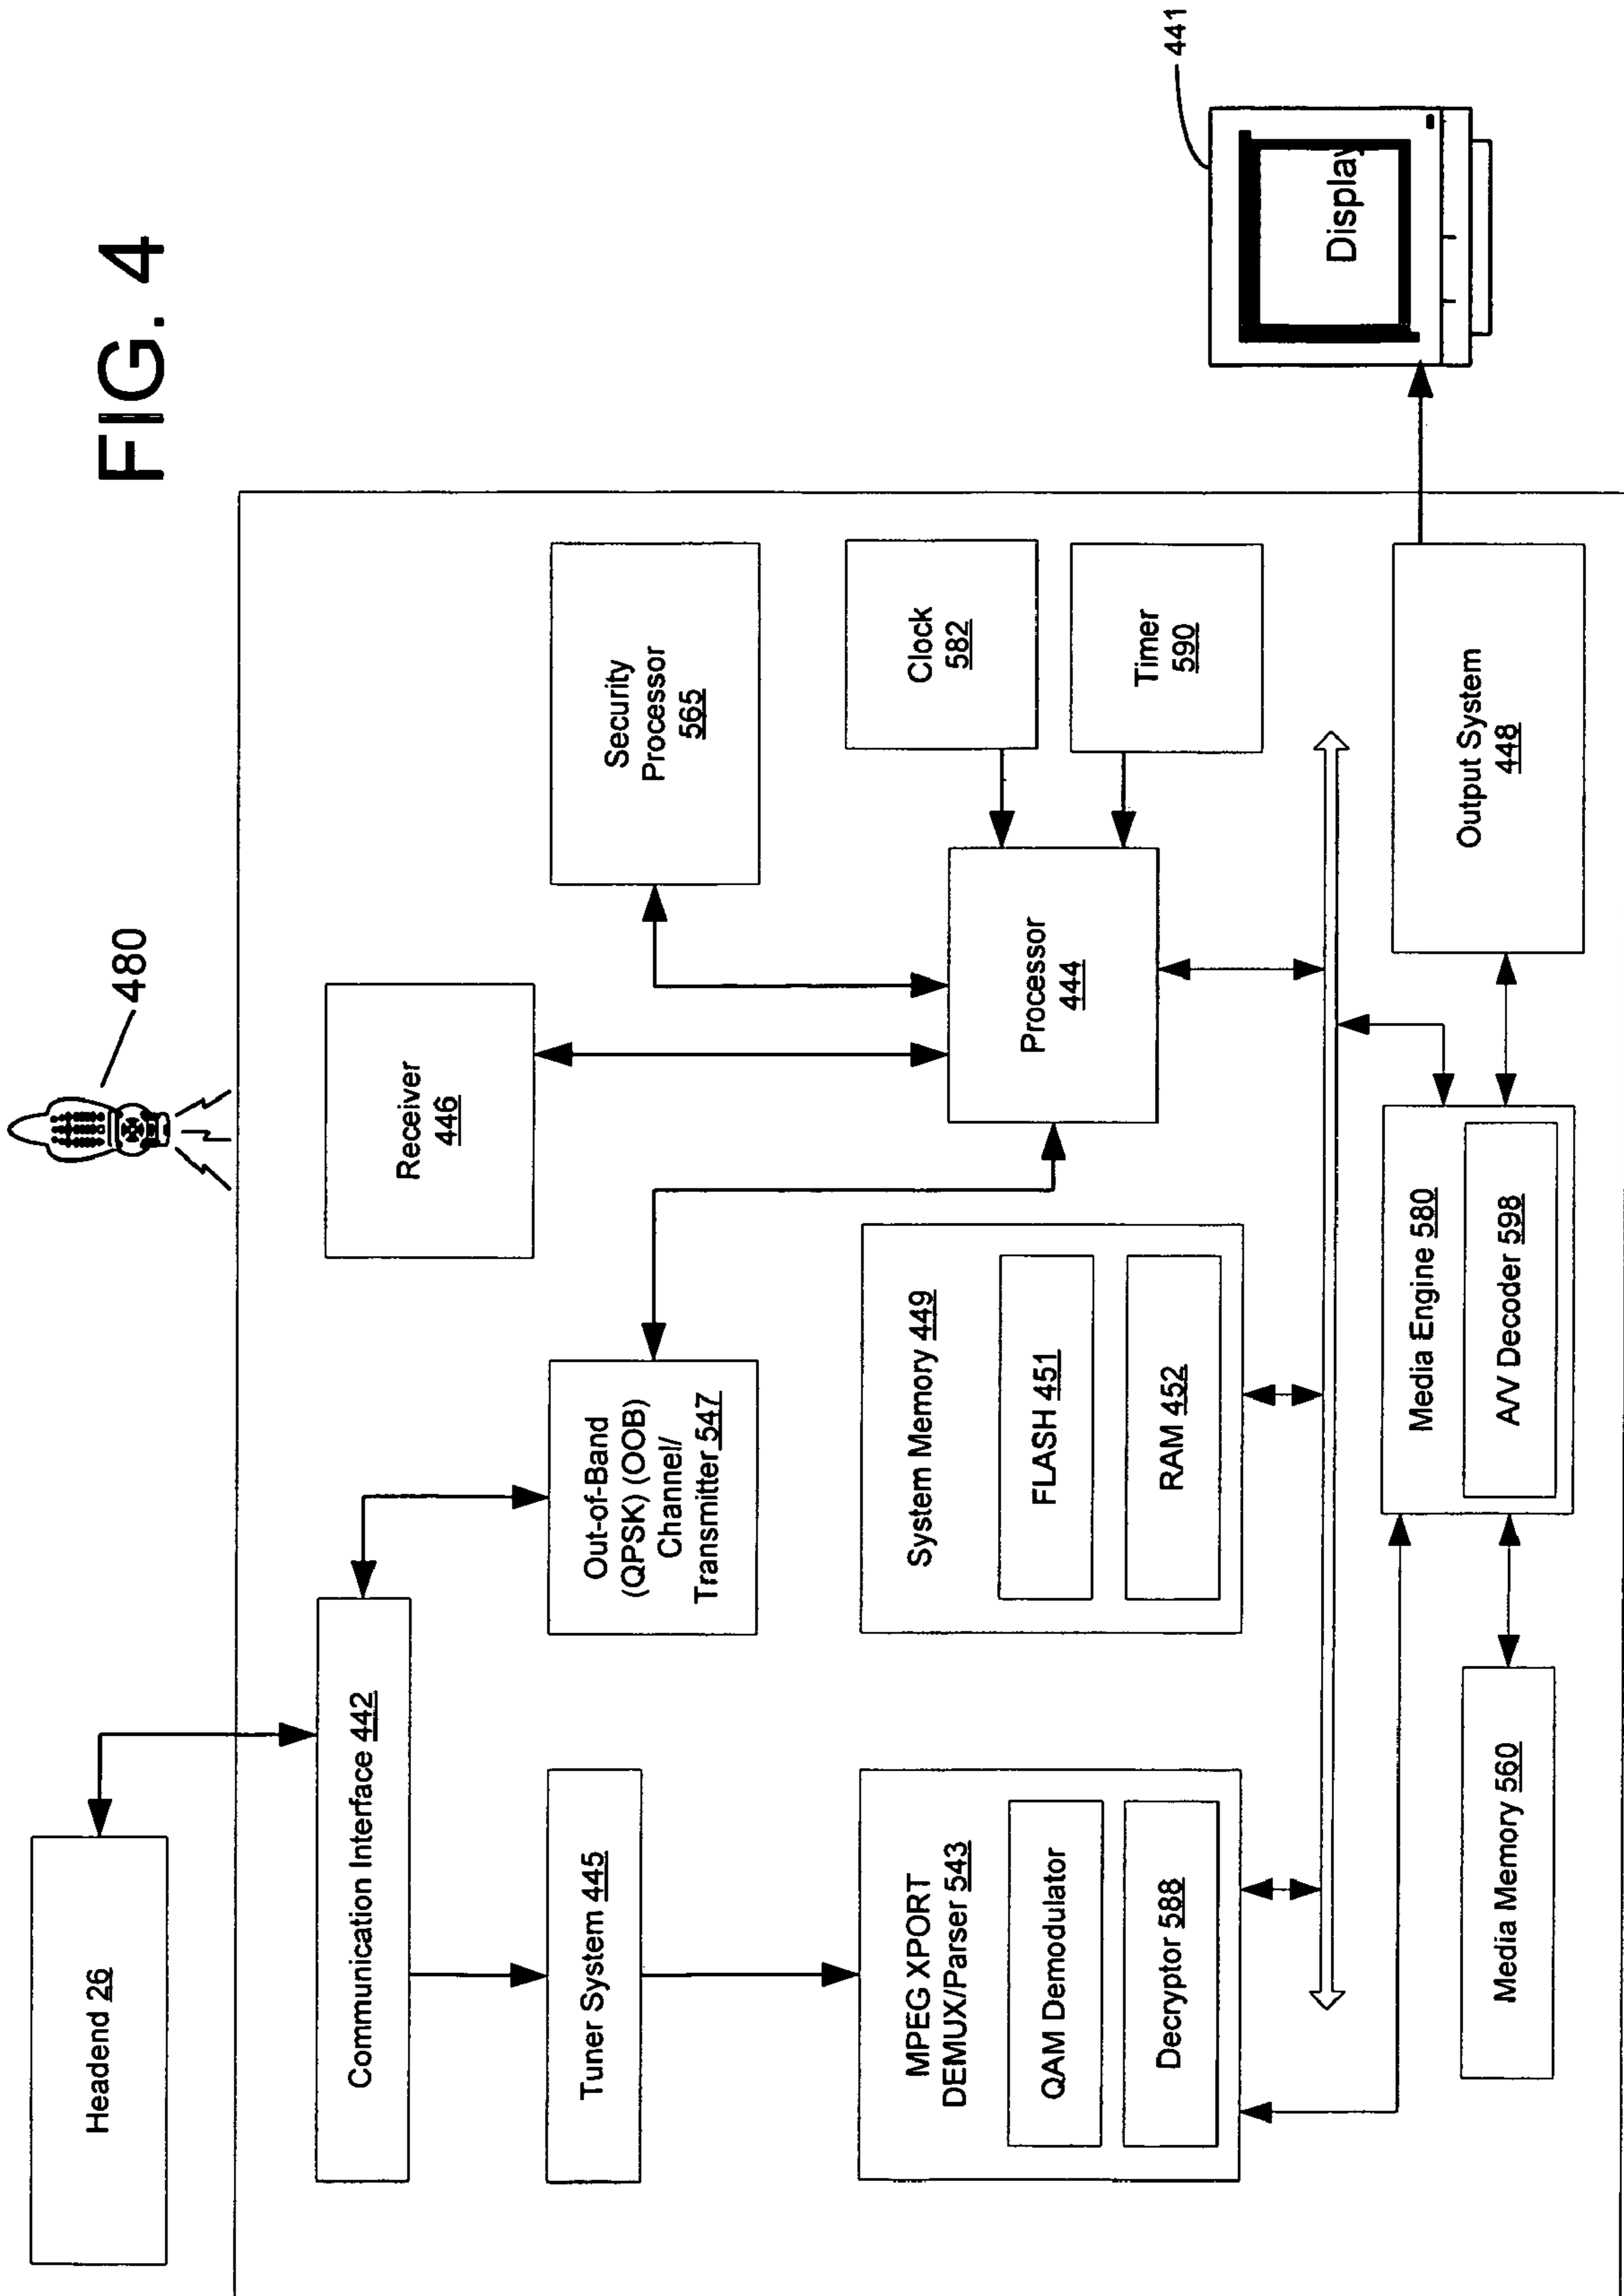 FIG. 4
480
Headend 26
Communication Interface 442
Receiver
446
Tuner System 445
Out-of-Band
(QPSK) (OOB)
Channel/
Transmitter 547
Security
Processor
565
MPEG XPORT
DEMUX/Parser 543
QAM Demodulator
Decryptor 588
System Memory 449
FLASH 451
RAM 452
Processor
444
Clock
582
Timer
590
Media Memory 560
Media Engine 580
A/V Decoder 598
Output System
448
Display
441